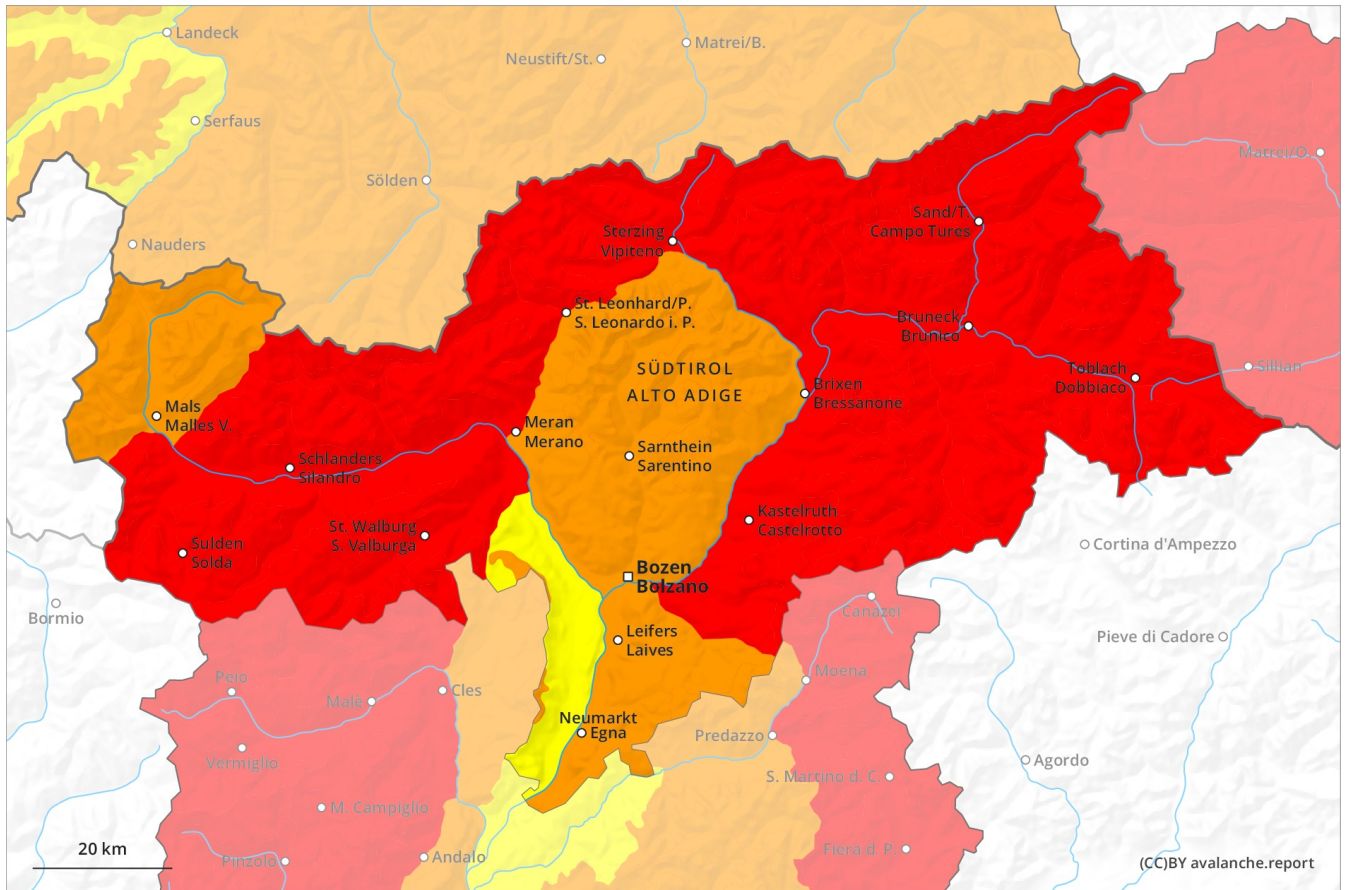 Landeck
Matrei/B.
Neustift/St.
Serfaus
Matrei/O.
Sölden
Nauders
Sand/T.
Campo Tures
Sterzing
Vipiteno
St. Leonhard/P.
S. Leonardo i. P.
Bruneck
Brunico
SÜDTIROL
ALTO ADIGE
Toblach
Dobbiaco
Sillian
Brixen
Bressanone
Mals
Malles V.
Meran
Merano
Sarnthein
Sarentino
Schlanders
Silandro
Kastelruth
Castelrotto
St. Walburg
S. Valburga
Sulden
Solda
Cortina d'Ampezzo
Bozen
Bolzano
Bormio
Canazei
Leifers
Laives
Pieve di Cadore
Moena
Peio
Malè
Cles
Neumarkt
Egna
Predazzo
Vermiglio
Agordo
S. Martino d. C.
M. Campiglio
20 km
Pinzolo
Andalo
Fiera d. P.
(CC)BY avalanche.report